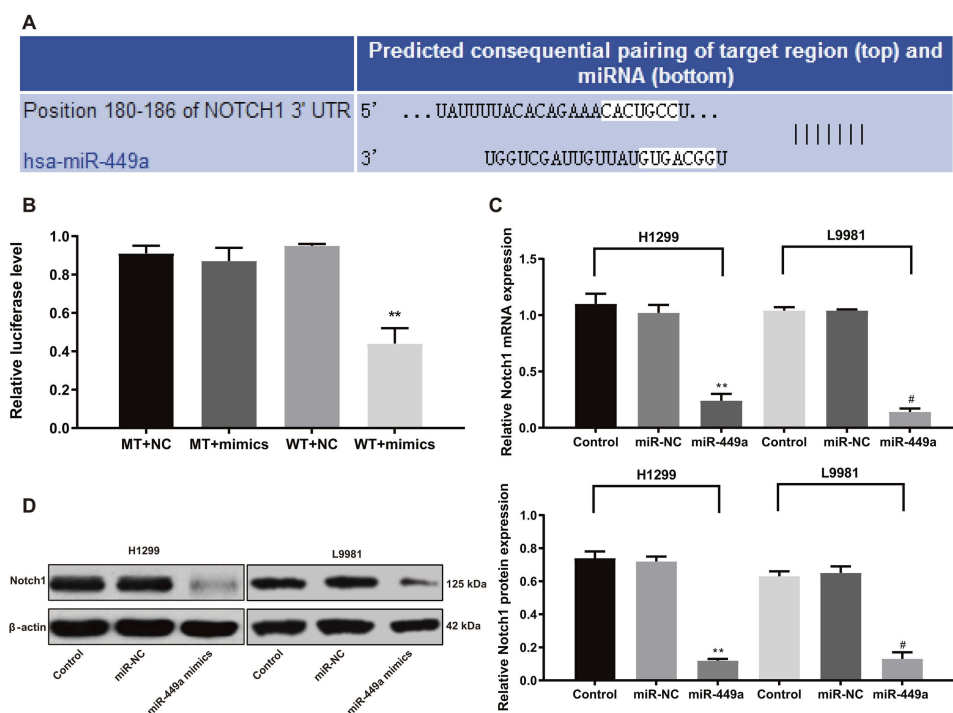 A
Predicted consequential pairing of target region (top) and
miRNA (bottom)
Position 180-186 of NOTCH1 3' UTR 5' ...UAUUUUACACAGAAACACUGCCU...
hsa-miR-449a 3' UGGUCGAUUGUUAUGUGACGGU
B
Relative luciferase level
1.0
0.8
0.6
0.4
0.2
0.0
**
MT+NC MT+mimics WT+NC WT+mimics
C
H1299 L9981
Relative Notch1 mRNA expression
1.5
1.0
0.5
0.0
** #
Control miR-NC miR-449a Control miR-NC miR-449a
H1299 L9981
Relative Notch1 protein expression
1.0
0.8
0.6
0.4
0.2
0.0
** #
Control miR-NC miR-449a Control miR-NC miR-449a
D
H1299 L9981
Notch1 125 kDa
β-actin 42 kDa
Control miR-NC miR-449a mimics Control miR-NC miR-449a mimics